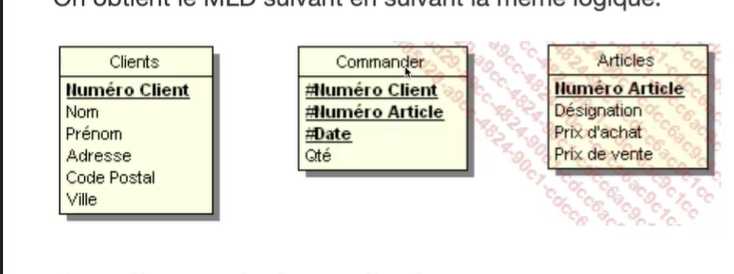 On obtient le MLD suivant en suivant la même logique.
Clients
Numéro Client
Nom
Prénom
Adresse
Code Postal
Ville
Commander
#Numéro Client
#Numéro Article
#Date
Qté
Articles
Numéro Article
Désignation
Prix d'achat
Prix de vente